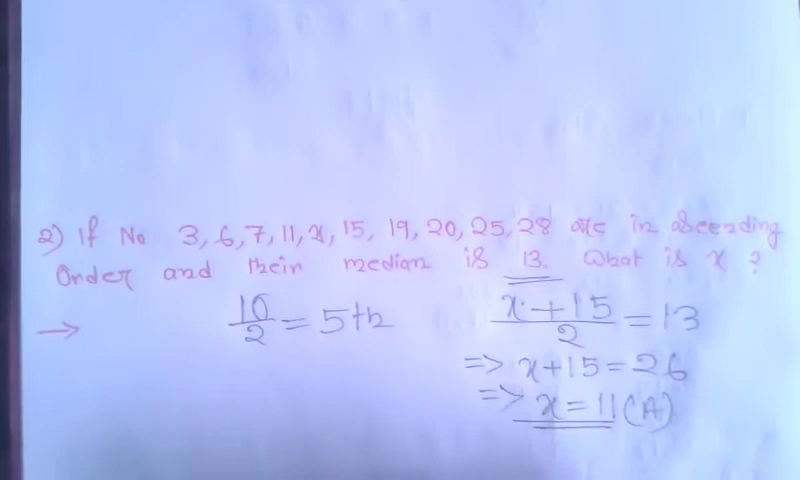 2) If No 3, 6, 7, 11, x, 15, 19, 20, 25, 28 are in ascending
Order and their median is 13. What is x ?
→ 10/2 = 5th
x + 15 / 2 = 13
=> x + 15 = 26
=> x = 11 (A)